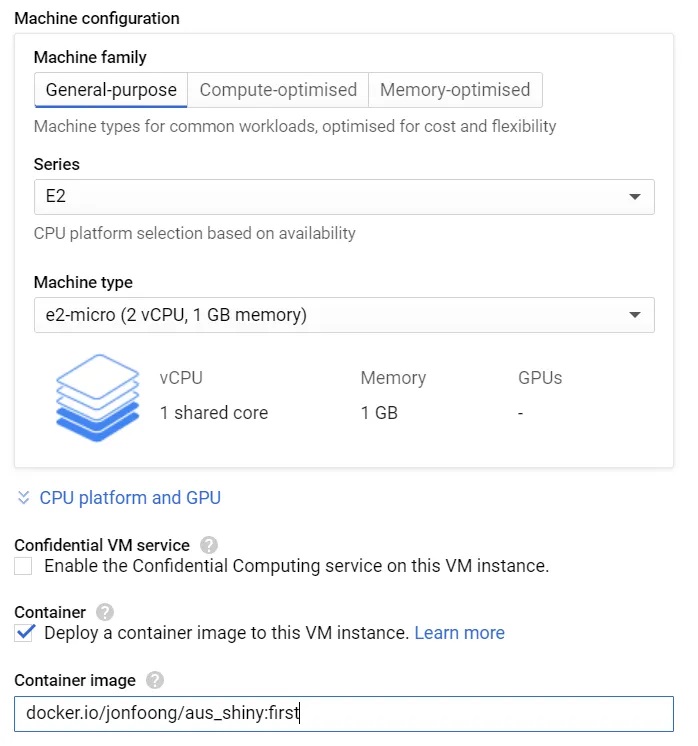 Machine configuration
Machine family
General-purpose Compute-optimised Memory-optimised
Machine types for common workloads, optimised for cost and flexibility
Series
E2
CPU platform selection based on availability
Machine type
e2-micro (2 vCPU, 1 GB memory)
vCPU Memory GPUs
1 shared core 1 GB -
CPU platform and GPU
Confidential VM service ?
Enable the Confidential Computing service on this VM instance.
Container ?
Deploy a container image to this VM instance. Learn more
Container image ?
docker.io/jonfoong/aus_shiny:first